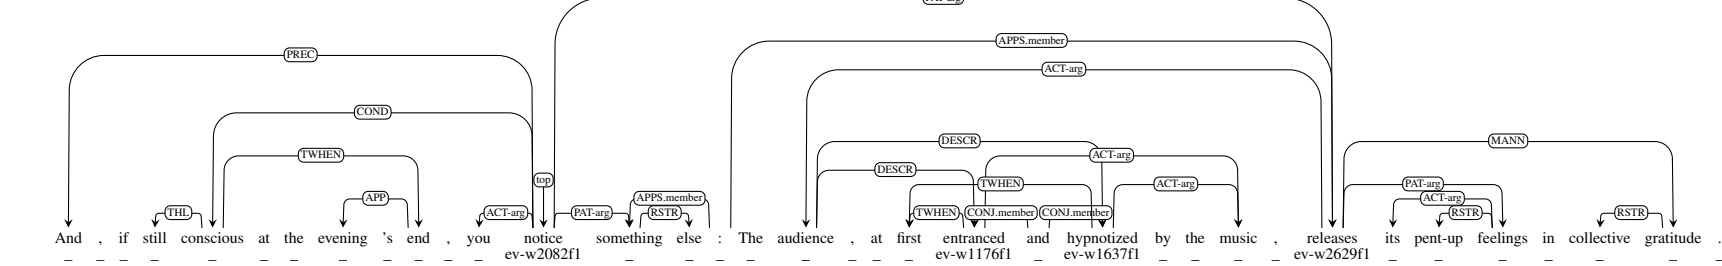 APPS.member
PREC
ACT-arg
COND
DESCR
MANN
TWHEN
ACT-arg
DESCR
top
TWHEN
ACT-arg
PAT-arg
APP
APPS.member
ACT-arg
THL
ACT-arg
PAT-arg
RSTR
TWHEN
CONJ.member
CONJ.member
RSTR
RSTR
And , if still conscious at the evening 's end , you notice something else : The audience , at first entranced and hypnotized by the music , releases its pent-up feelings in collective gratitude .
_ _ _ _ _ _ _ _ _ _ _ _ ev-w2082f1 _ _ _ _ _ _ _ _ ev-w1176f1 _ ev-w1637f1 _ _ _ _ ev-w2629f1 _ _ _ _ _ _ _